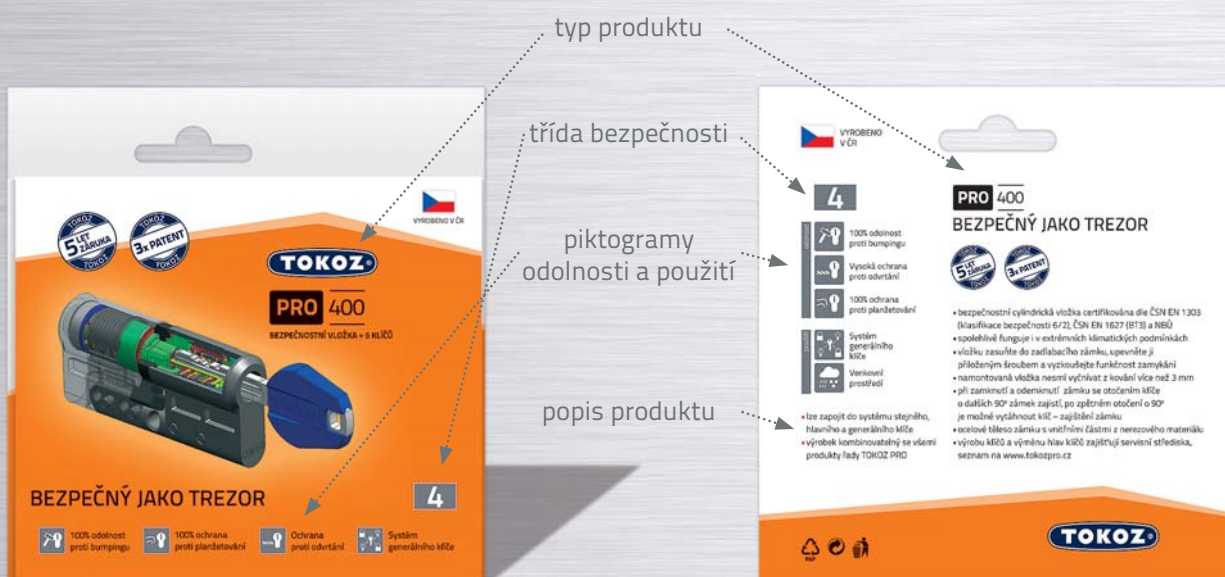 typ produktu
třída bezpečnosti
piktogramy
odolnosti a použití
popis produktu
TOKOZ
5 LET
ZÁRUKA
TOKOZ
TOKOZ
3x PATENT
TOKOZ
VYROBENO V ČR
TOKOZ
PRO 400
BEZPEČNOSTNÍ VLOŽKA + 5 KLÍČŮ
BEZPEČNÝ JAKO TREZOR
4
100% odolnost
proti bumpingu
100% ochrana
proti planžetování
Ochrana
proti odvrtání
Systém
generálního klíče
VYROBENO
V ČR
4
100% odolnost
proti bumpingu
Vysoká ochrana
proti odvrtání
100% ochrana
proti planžetování
Systém
generálního
klíče
Venkovní
prostředí
• lze zapojit do systému stejného,
hlavního a generálního klíče
• výrobek kombinovatelný se všemi
produkty řady TOKOZ PRO
PRO 400
BEZPEČNÝ JAKO TREZOR
5 LET
ZÁRUKA
3x PATENT
• bezpečnostní cylindrická vložka certifikována dle ČSN EN 1303
(klasifikace bezpečnosti 6/2), ČSN EN 1627 (BT3) a NBÚ
• spolehlivě funguje i v extrémních klimatických podmínkách
• vložku zasuňte do zadlabacího zámku, upevněte ji
přiloženým šroubem a vyzkoušejte funkčnost zamykání
• namontovaná vložka nesmí vyčnívat z kování více než 3 mm
• při zamknutí a odemknutí zámku se otočením klíče
o dalších 90° zámek zajistí, po zpětném otočení o 90°
je možné vytáhnout klíč – zajištění zámku
• ocelové těleso zámku s vnitřními částmi z nerezového materiálu
• výrobu klíčů a výměnu hlav klíčů zajišťují servisní střediska,
seznam na www.tokozpro.cz
PAP
TOKOZ